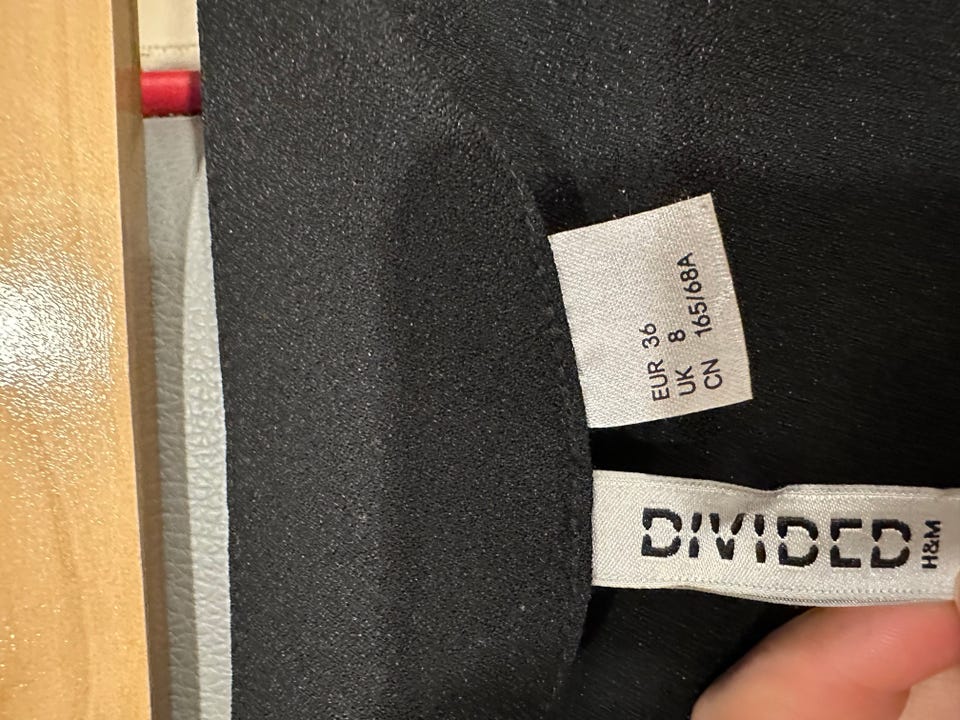 EUR 36
UK 8
CN 165/68A
DIVIDED
H&M